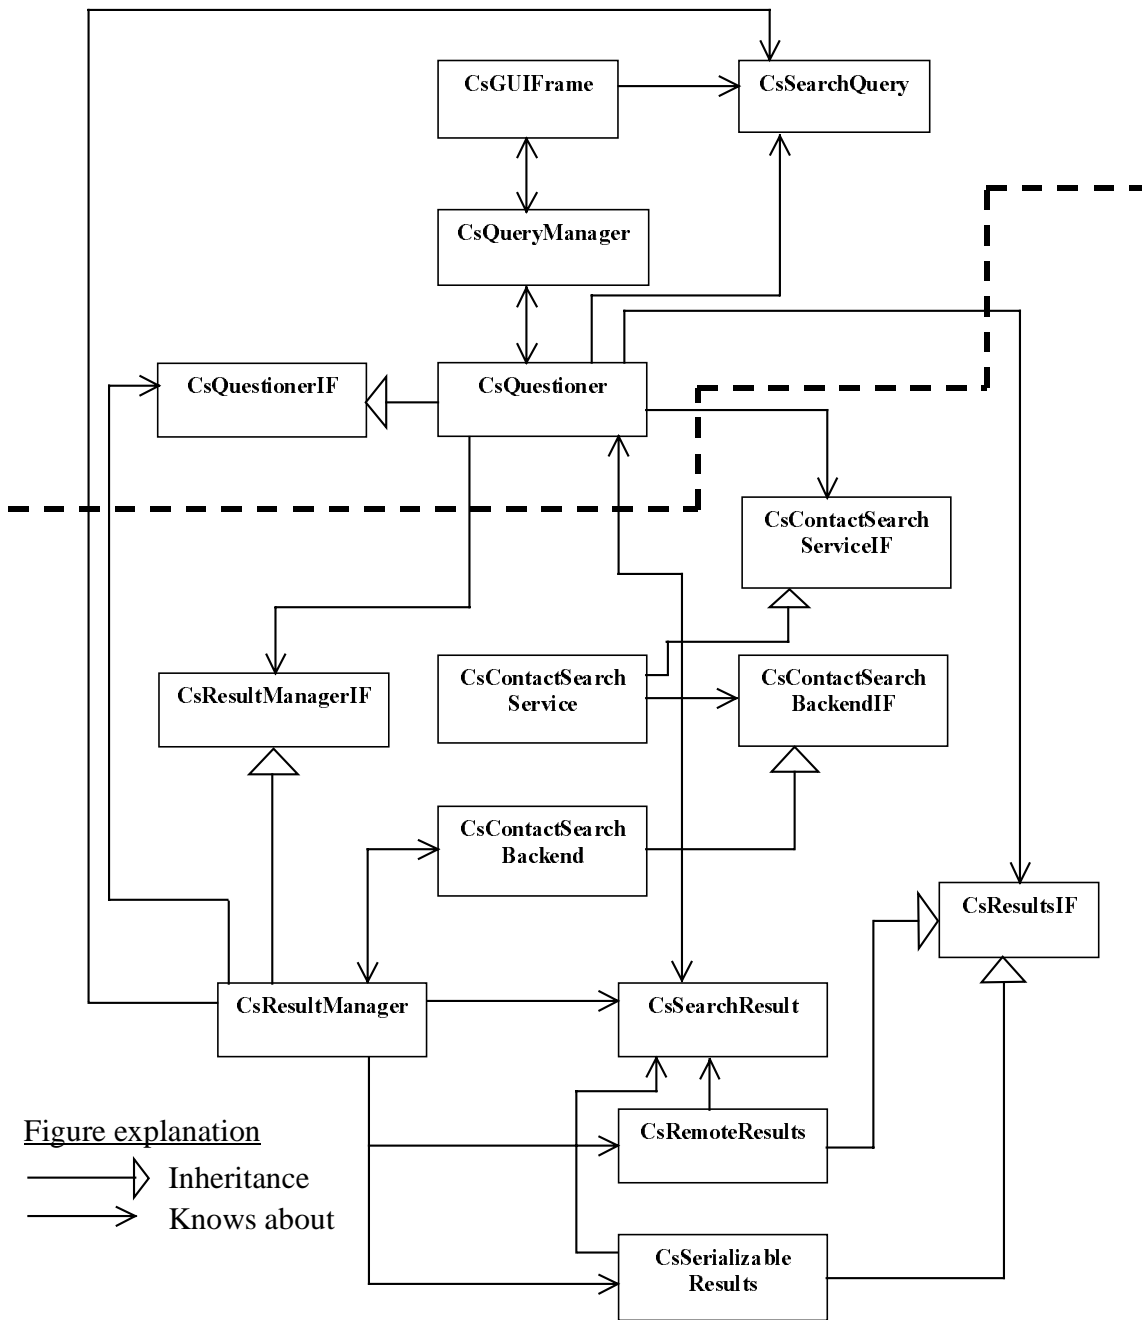 CsGUIFrame
CsSearchQuery
CsQueryManager
CsQuestionerIF
CsQuestioner
CsContactSearch
ServiceIF
CsContactSearch
Service
CsContactSearch
BackendIF
CsResultManagerIF
CsContactSearch
Backend
CsResultsIF
CsResultManager
CsSearchResult
CsRemoteResults
CsSerializable
Results
Figure explanation
Inheritance
Knows about